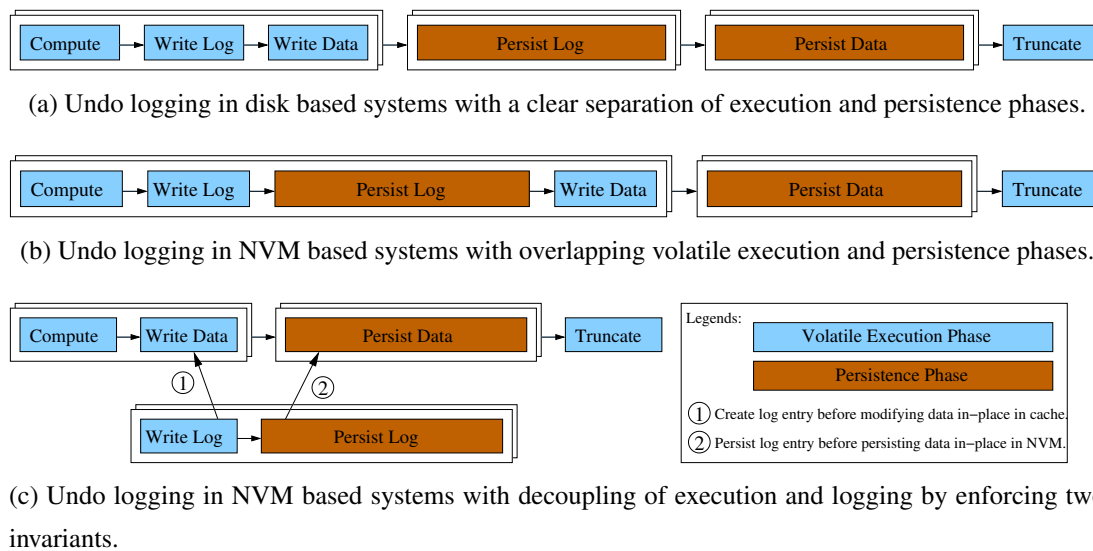 Compute Write Log Write Data Persist Log Persist Data Truncate
(a) Undo logging in disk based systems with a clear separation of execution and persistence phases.
Compute Write Log Persist Log Write Data Persist Data Truncate
(b) Undo logging in NVM based systems with overlapping volatile execution and persistence phases.
Compute Write Data Persist Data Truncate
1 2
Write Log Persist Log
Legends:
Volatile Execution Phase
Persistence Phase
1 Create log entry before modifying data in−place in cache.
2 Persist log entry before persisting data in−place in NVM.
(c) Undo logging in NVM based systems with decoupling of execution and logging by enforcing two
invariants.